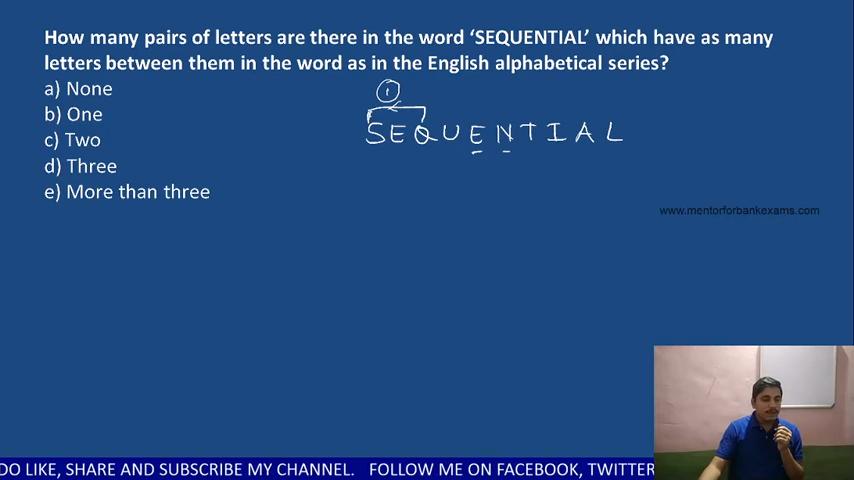 How many pairs of letters are there in the word ‘SEQUENTIAL’ which have as many
letters between them in the word as in the English alphabetical series?
a) None
b) One
c) Two
d) Three
e) More than three
1
SEQUENTIAL
www.mentorforbankexams.com
DO LIKE, SHARE AND SUBSCRIBE MY CHANNEL. FOLLOW ME ON FACEBOOK, TWITTER